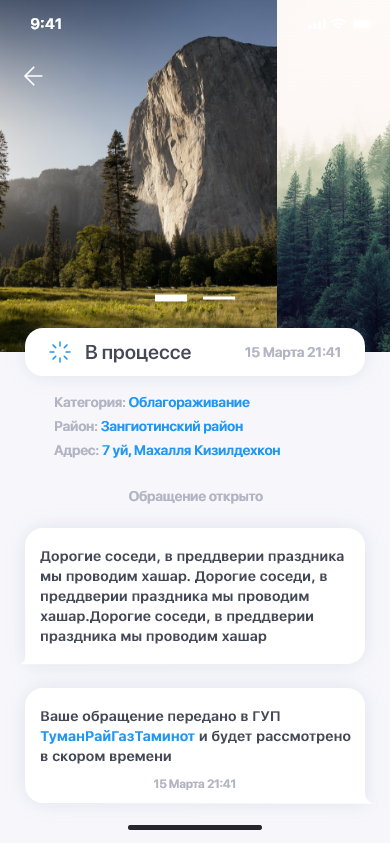 9:41
В процессе 15 Марта 21:41
Категория: Облагораживание
Район: Зангиотинский район
Адрес: 7 уй, Махалля Кизилдехкон
Обращение открыто
Дорогие соседи, в преддверии праздника
мы проводим хашар. Дорогие соседи, в
преддверии праздника мы проводим
хашар.Дорогие соседи, в преддверии
праздника мы проводим хашар
Ваше обращение передано в ГУП
ТуманРайГазТаминот и будет рассмотрено
в скором времени
15 Марта 21:41